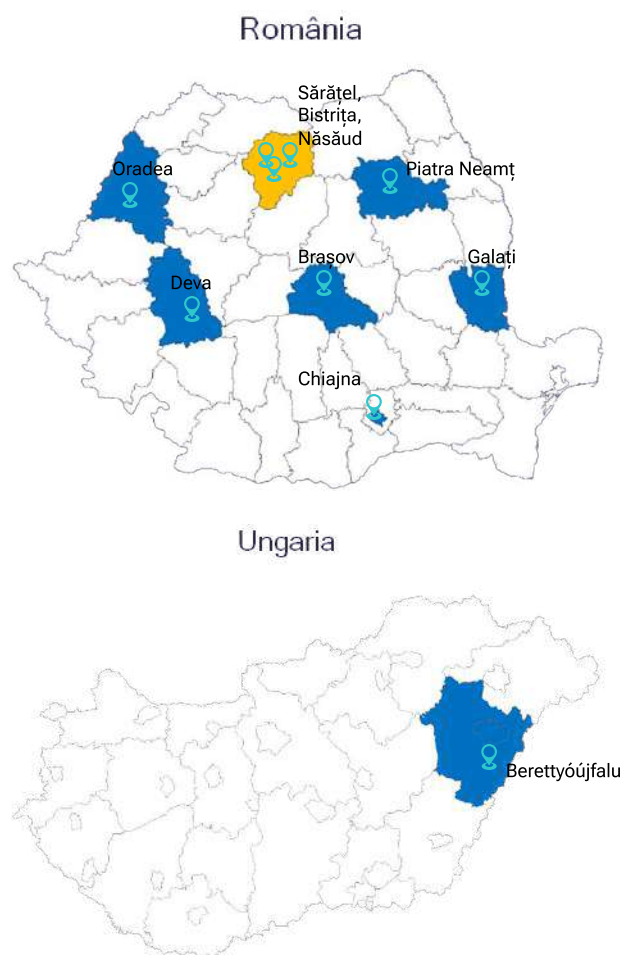 România
Sărățel,
Bistrița,
Năsăud
Oradea
Piatra Neamț
Brașov
Galați
Deva
Chiajna
Ungaria
Berettyóújfalu